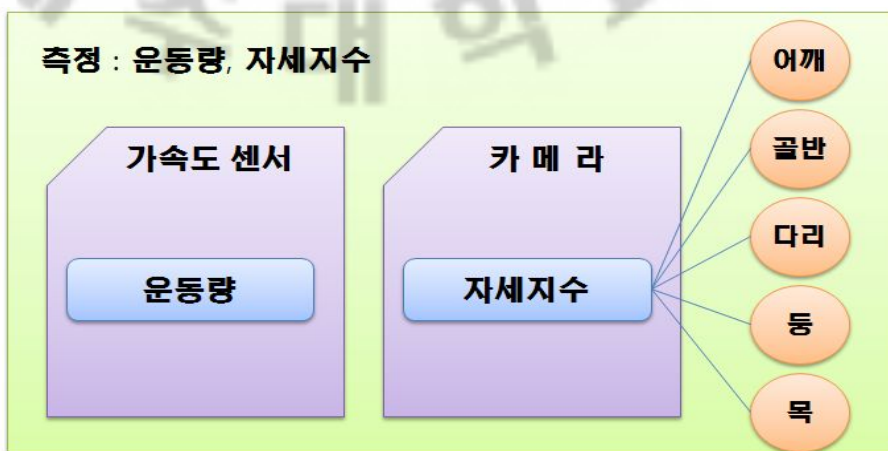 측정 : 운동량, 자세지수
가속도 센서
운동량
카 메 라
자세지수
어깨
골반
다리
둥
목